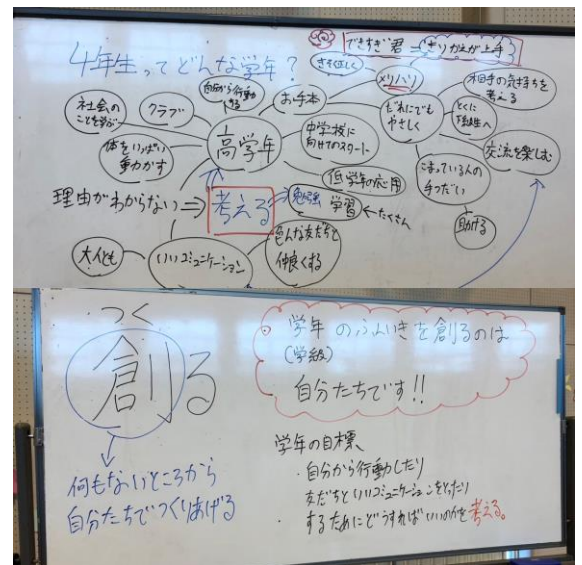 できすぎ君 = きりかえが上手
4年生ってどんな学年?
メリハリ
自分から行動
する
お手本
相手の気持ちを
考える
社会の
ことを学ぶ
クラブ
高学年
中学校に
向けてのスタート
だれにでも
やさしく
とくに
下級生へ
交流を楽しむ
体をいっぱい
動かす
低学年の応用
こまっている人の
手つだい
助ける
理由がわからない⇒
考える
勉強
学習
←たくさん
大人とも
いいコミュニケーション
色んな友だちと
仲良くする
つく
創る
何もないところから
自分たちでつくりあげる
学年のふんいきを創るのは
(学級)
自分たちです!!
学年の目標
・自分から行動したり
友だちといいコミュニケーションをとったり
・するためにどうすればいいのかを考える。